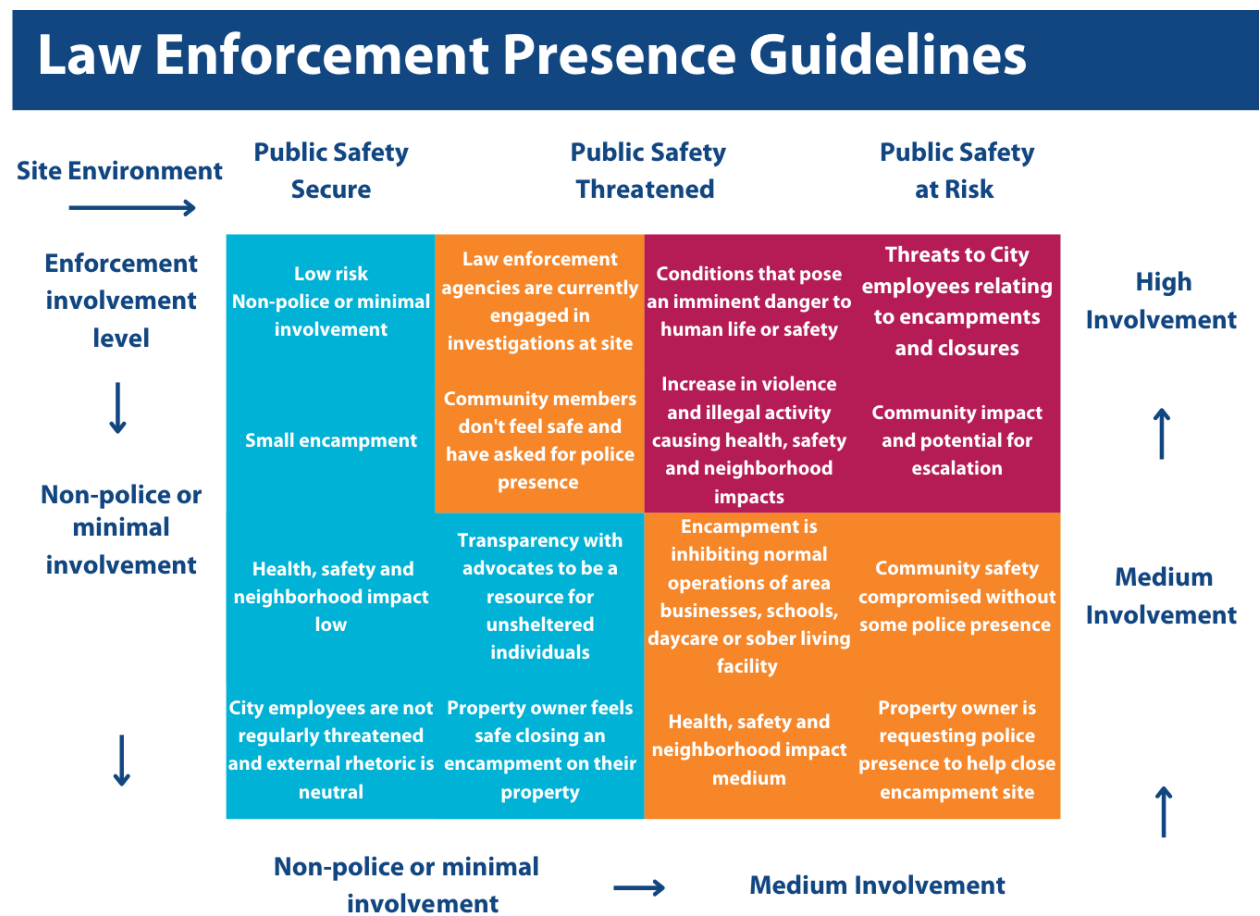 Law Enforcement Presence Guidelines
Site Environment
Public Safety
Secure
Public Safety
Threatened
Public Safety
at Risk
Enforcement
involvement
level
Non-police or
minimal
involvement
Low risk
Non-police or minimal
involvement
Law enforcement
agencies are currently
engaged in
investigations at site
Conditions that pose
an imminent danger to
human life or safety
Threats to City
employees relating
to encampments
and closures
Small encampment
Community members
don't feel safe and
have asked for police
presence
Increase in violence
and illegal activity
causing health, safety
and neighborhood
impacts
Community impact
and potential for
escalation
Health, safety and
neighborhood impact
low
Transparency with
advocates to be a
resource for
unsheltered
individuals
Encampment is
inhibiting normal
operations of area
businesses, schools,
daycare or sober living
facility
Community safety
compromised without
some police presence
City employees are not
regularly threatened
and external rhetoric is
neutral
Property owner feels
safe closing an
encampment on their
property
Health, safety and
neighborhood impact
medium
Property owner is
requesting police
presence to help close
encampment site
High
Involvement
Medium
Involvement
Non-police or minimal
involvement
Medium Involvement